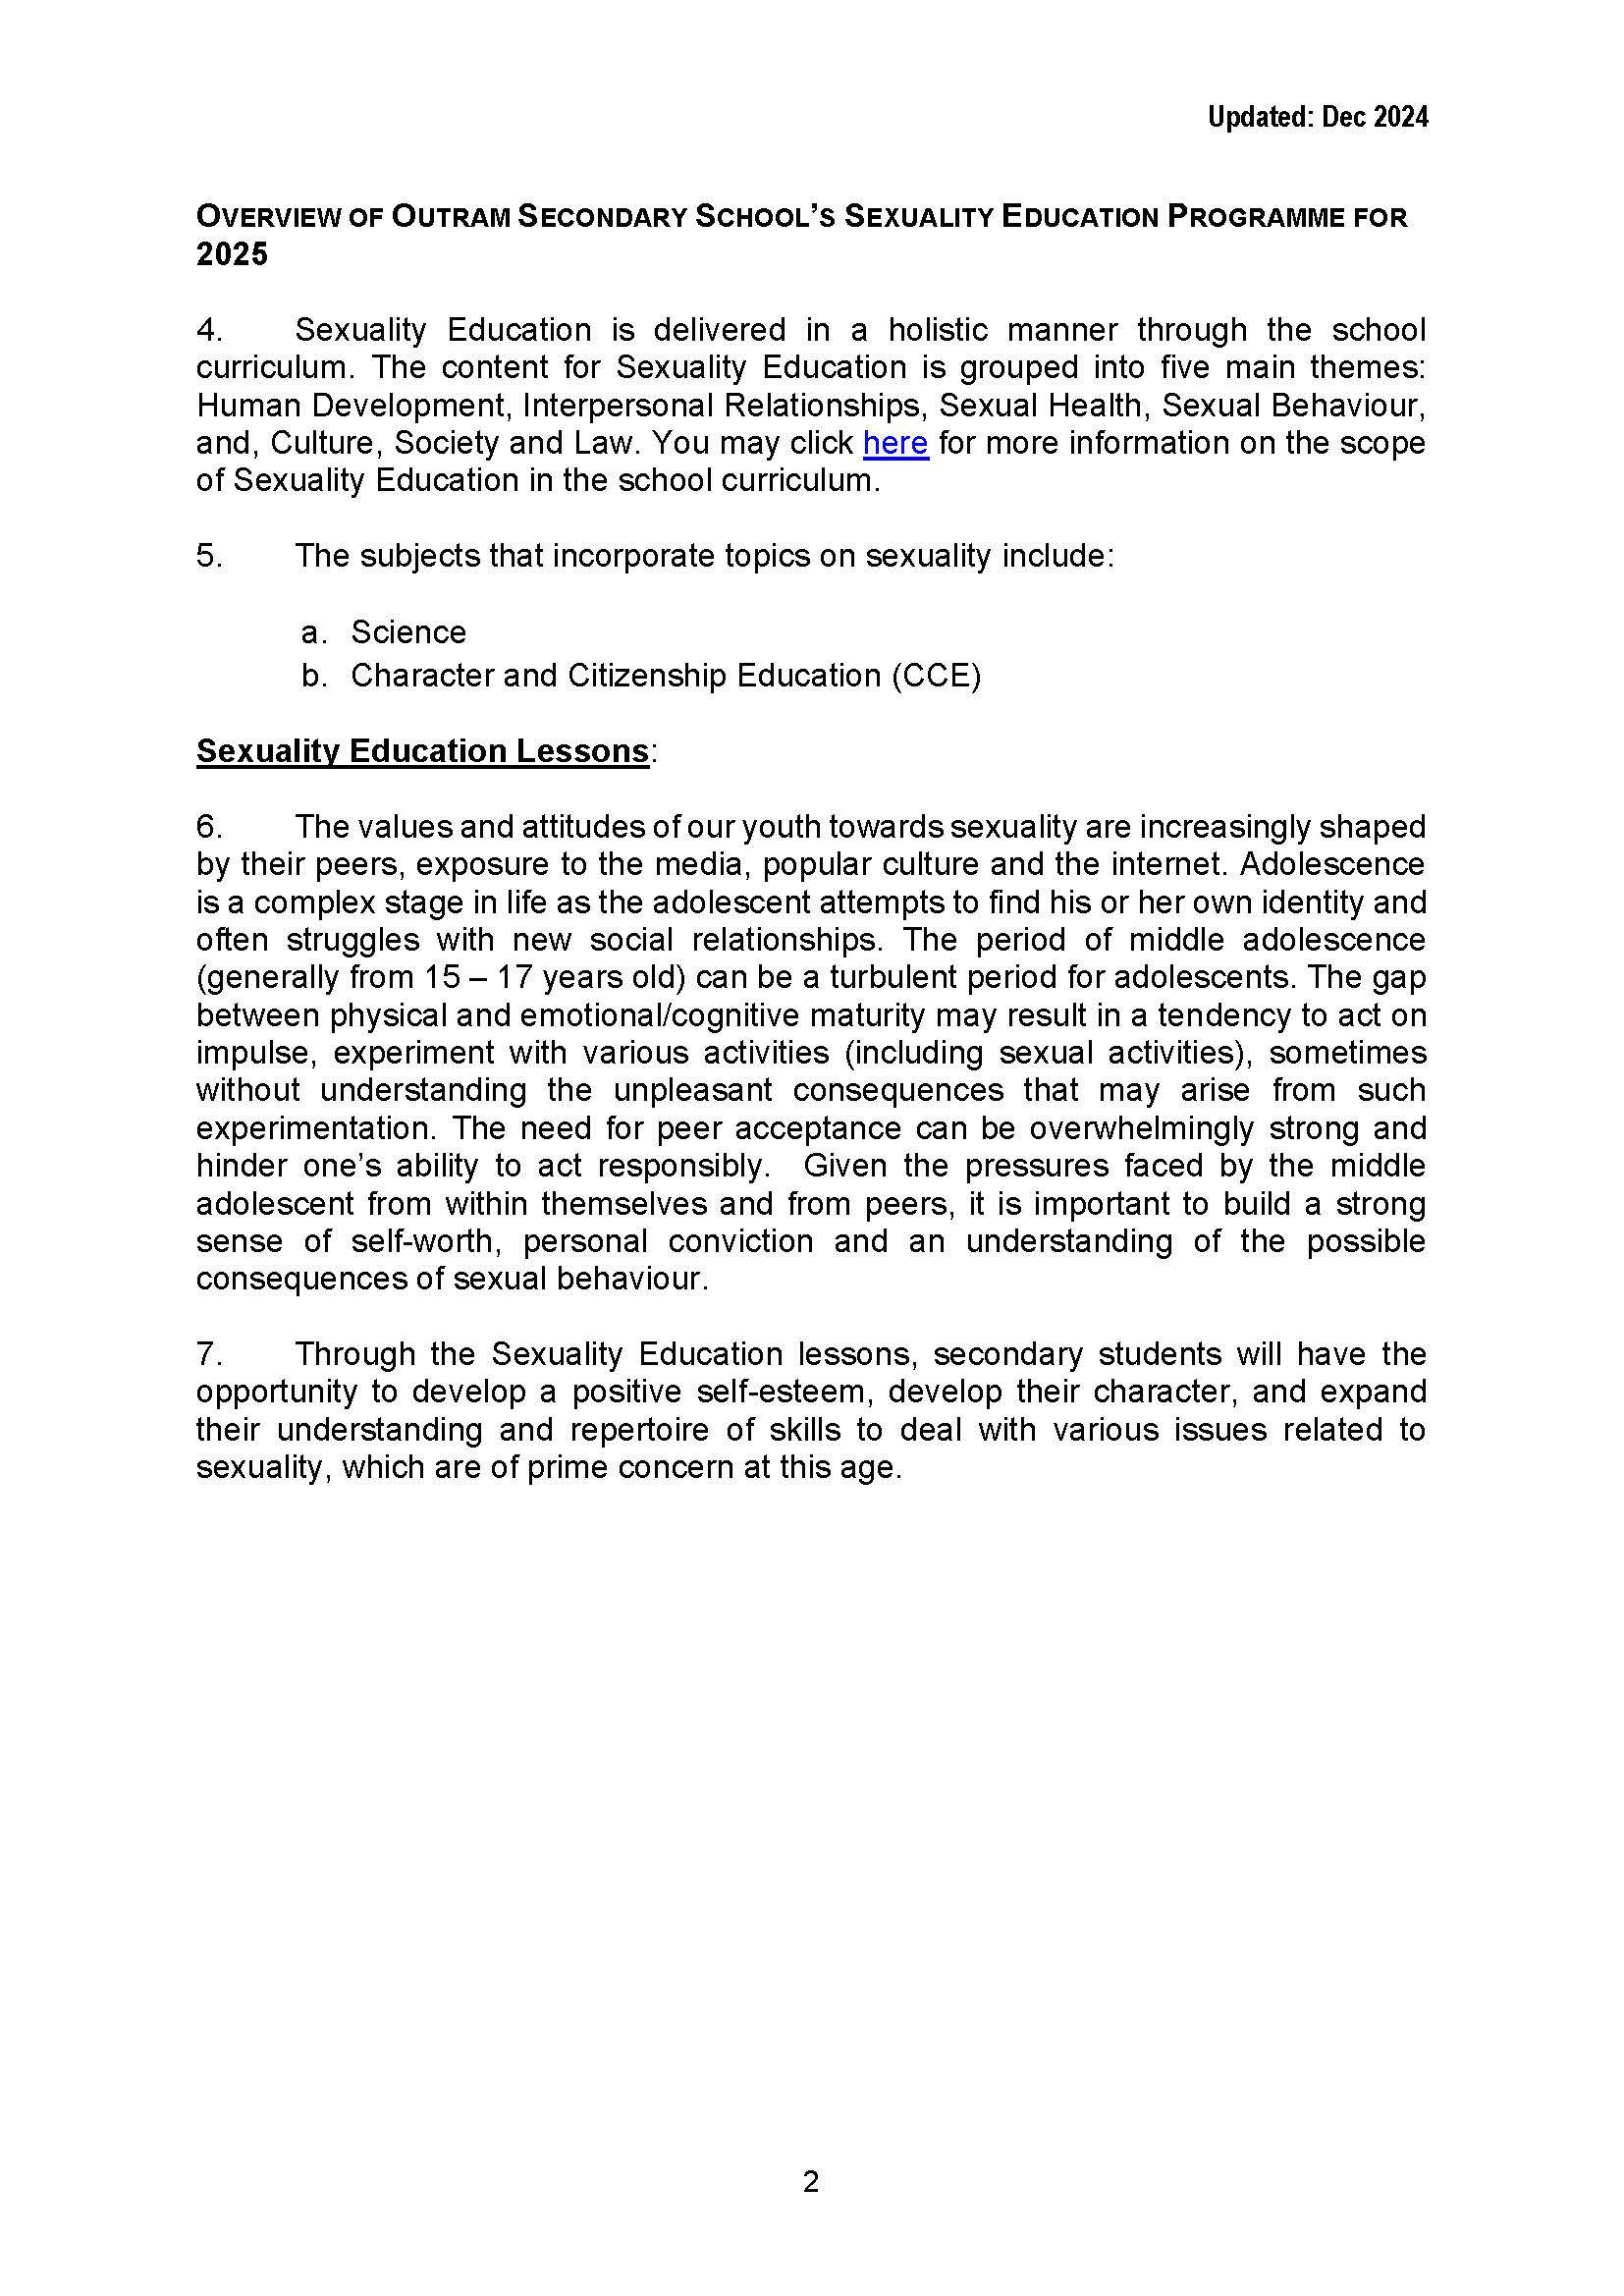 Updated: Dec 2024
OVERVIEW OF OUTRAM SECONDARY SCHOOL’S SEXUALITY EDUCATION PROGRAMME FOR
2025
4. Sexuality Education is delivered in a holistic manner through the school
curriculum. The content for Sexuality Education is grouped into five main themes:
Human Development, Interpersonal Relationships, Sexual Health, Sexual Behaviour,
and, Culture, Society and Law. You may click here for more information on the scope
of Sexuality Education in the school curriculum.
5. The subjects that incorporate topics on sexuality include:
a. Science
b. Character and Citizenship Education (CCE)
Sexuality Education Lessons:
6. The values and attitudes of our youth towards sexuality are increasingly shaped
by their peers, exposure to the media, popular culture and the internet. Adolescence
is a complex stage in life as the adolescent attempts to find his or her own identity and
often struggles with new social relationships. The period of middle adolescence
(generally from 15 – 17 years old) can be a turbulent period for adolescents. The gap
between physical and emotional/cognitive maturity may result in a tendency to act on
impulse, experiment with various activities (including sexual activities), sometimes
without understanding the unpleasant consequences that may arise from such
experimentation. The need for peer acceptance can be overwhelmingly strong and
hinder one’s ability to act responsibly. Given the pressures faced by the middle
adolescent from within themselves and from peers, it is important to build a strong
sense of self-worth, personal conviction and an understanding of the possible
consequences of sexual behaviour.
7. Through the Sexuality Education lessons, secondary students will have the
opportunity to develop a positive self-esteem, develop their character, and expand
their understanding and repertoire of skills to deal with various issues related to
sexuality, which are of prime concern at this age.
2